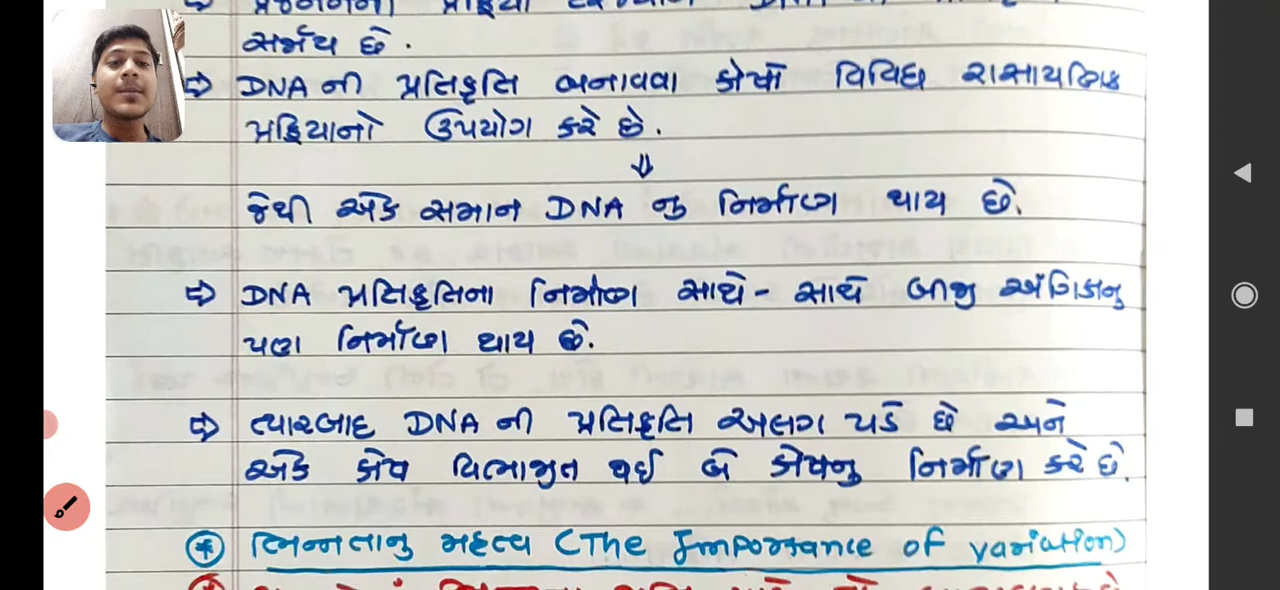 સમય છે.
⇒ DNA ની પ્રતિકૃતિ બનાવવા કોષો વિવિધ રાસાયણિક
પ્રક્રિયાનો ઉપયોગ કરે છે.
⇓
જેથી એક સમાન DNA નુ નિર્માણ થાય છે.
⇒ DNA પ્રતિકૃતિના નિર્માણ સાથે- સાથે બીજી અંગિકાનુ
પણ નિર્માણ થાય છે.
⇒ ત્યારબાદ DNA ની પ્રતિકૃતિ અલગ પડે છે અને
એક કોષ વિભાજીત થઈ બે કોષનુ નિર્માણ કરે છે.
* ભિન્નતાનુ મહત્વ (The Importance of variation)